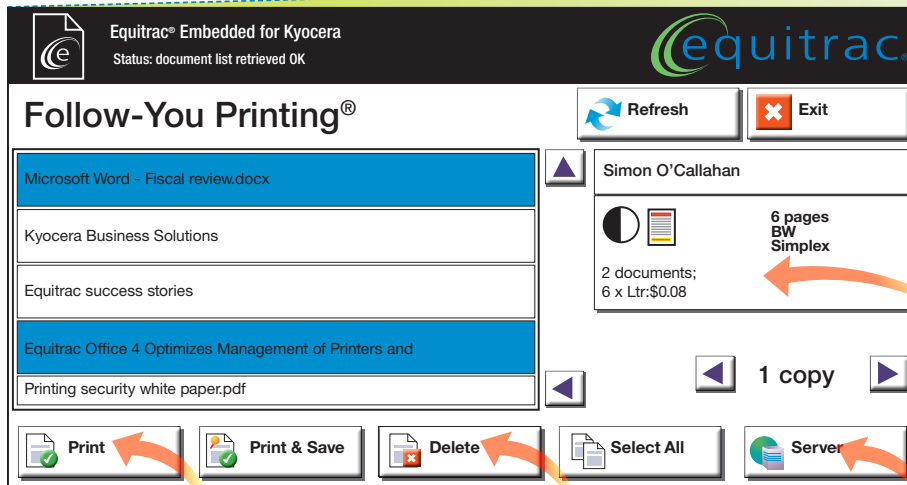 Equitrac® Embedded for Kyocera
Status: document list retrieved OK
equitrac®
Follow-You Printing®
Refresh
Exit
Microsoft Word - Fiscal review.docx
Kyocera Business Solutions
Equitrac success stories
Equitrac Office 4 Optimizes Management of Printers and
Printing security white paper.pdf
Simon O'Callahan
6 pages
BW
Simplex
2 documents;
6 x Ltr:$0.08
1 copy
Print
Print & Save
Delete
Select All
Server